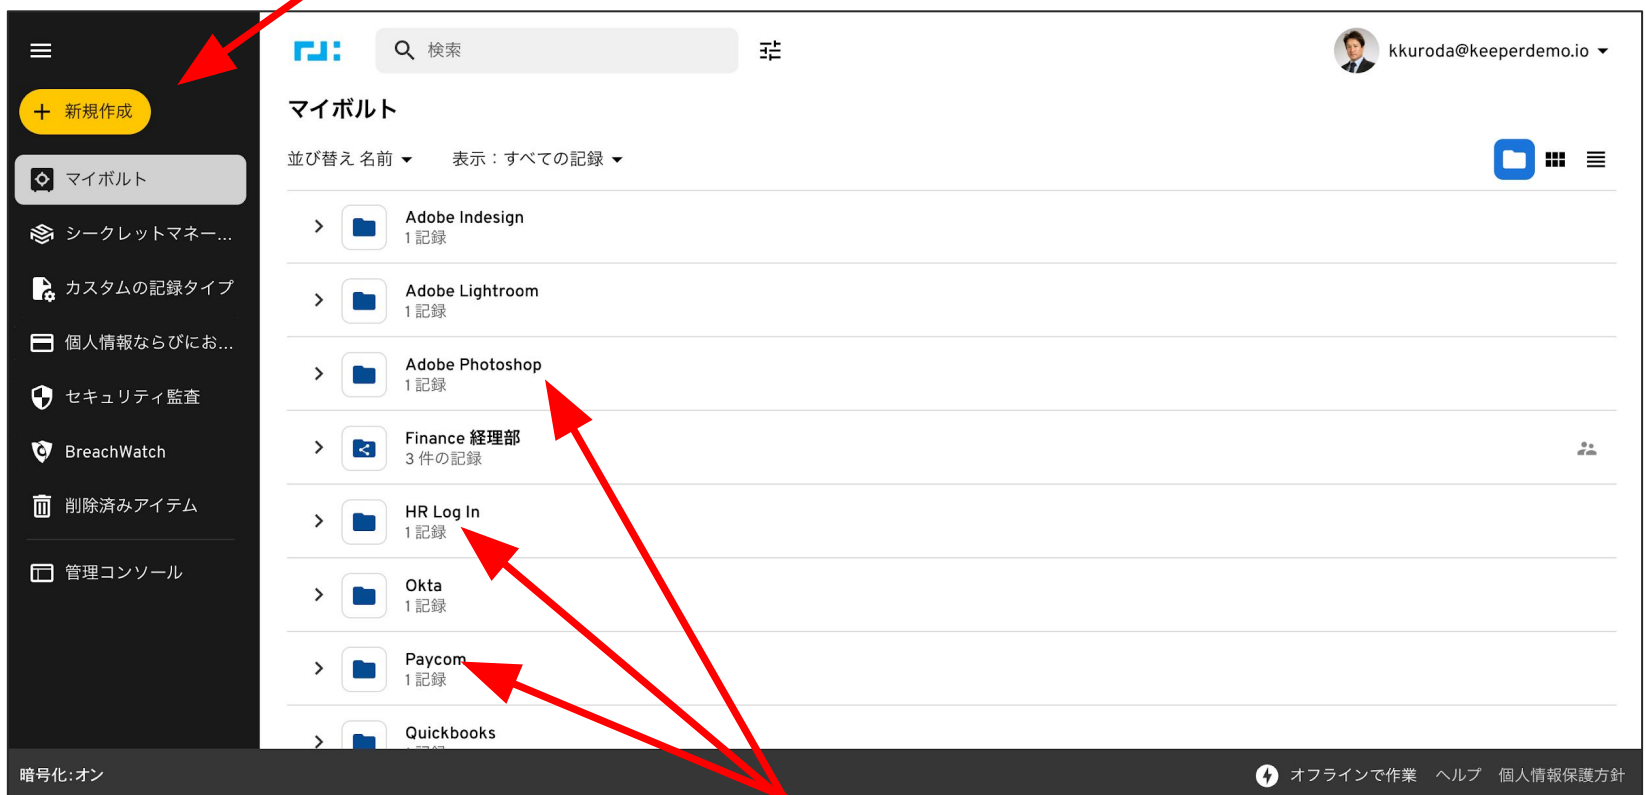 検索
kkuroda@keeperdemo.io
新規作成
マイボルト
シークレットマネー...
カスタムの記録タイプ
個人情報ならびにお...
セキュリティ監査
BreachWatch
削除済みアイテム
管理コンソール
マイボルト
並び替え 名前
表示：すべての記録
Adobe Indesign
1 記録
Adobe Lightroom
1 記録
Adobe Photoshop
1 記録
Finance 経理部
3 件の記録
HR Log In
1 記録
Okta
1 記録
Paycom
1 記録
Quickbooks
暗号化:オン
オフラインで作業 ヘルプ 個人情報保護方針